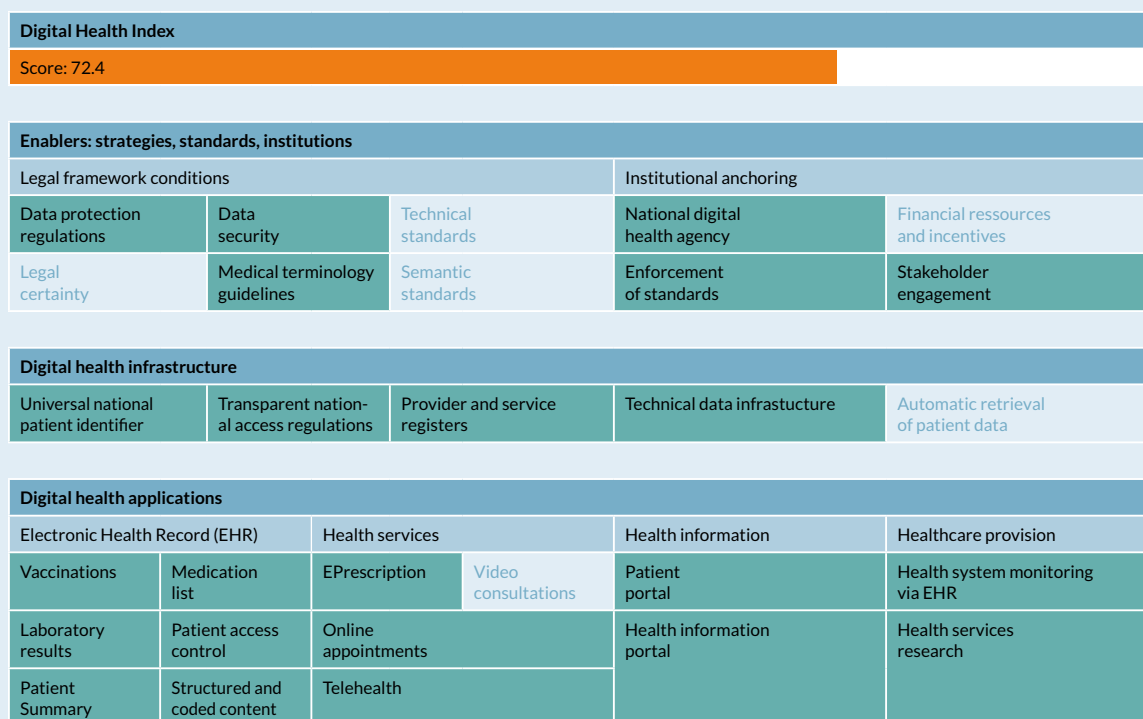 Digital Health Index
Score: 72.4
Enablers: strategies, standards, institutions
Legal framework conditions
Institutional anchoring
Data protection
regulations
Data
security
Technical
standards
National digital
health agency
Financial ressources
and incentives
Legal
certainty
Medical terminology
guidelines
Semantic
standards
Enforcement
of standards
Stakeholder
engagement
Digital health infrastructure
Universal national
patient identifier
Transparent nation-
al access regulations
Provider and service
registers
Technical data infrastucture
Automatic retrieval
of patient data
Digital health applications
Electronic Health Record (EHR)
Health services
Health information
Healthcare provision
Vaccinations
Medication
list
EPrescription
Video
consultations
Patient
portal
Health system monitoring
via EHR
Laboratory
results
Patient access
control
Online
appointments
Health information
portal
Health services
research
Patient
Summary
Structured and
coded content
Telehealth